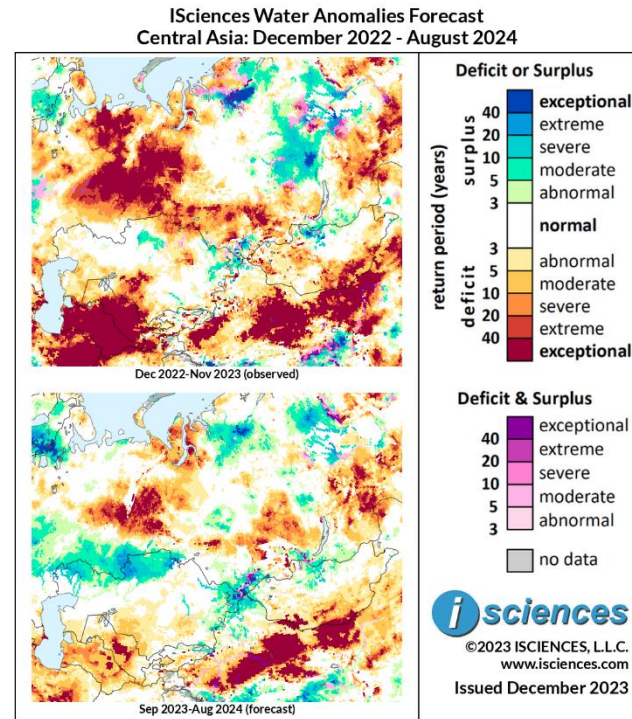 ISciences Water Anomalies Forecast
Central Asia: December 2022 - August 2024
Dec 2022-Nov 2023 (observed)
Sep 2023-Aug 2024 (forecast)
Deficit or Surplus
return period (years)
surplus
deficit
40
20
10
5
3
3
5
10
20
40
exceptional
extreme
severe
moderate
abnormal
normal
abnormal
moderate
severe
extreme
exceptional
Deficit & Surplus
40
20
10
5
3
exceptional
extreme
severe
moderate
abnormal
no data
i sciences
©2023 ISCIENCES, L.L.C.
www.isciences.com
Issued December 2023